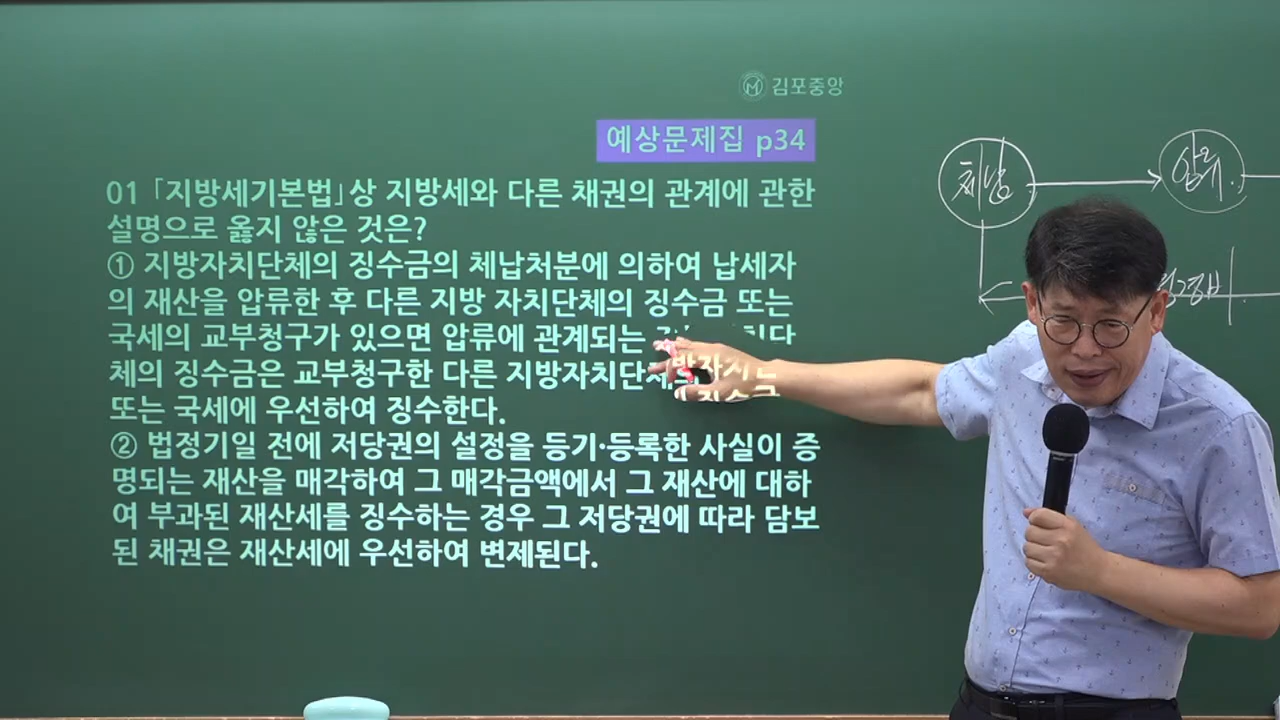 김포중앙
예상문제집 p34
01 「지방세기본법」상 지방세와 다른 채권의 관계에 관한
설명으로 옳지 않은 것은?
① 지방자치단체의 징수금의 체납처분에 의하여 납세자
의 재산을 압류한 후 다른 지방 자치단체의 징수금 또는
국세의 교부청구가 있으면 압류에 관계되는
체의 징수금은 교부청구한 다른 지방자치단체
또는 국세에 우선하여 징수한다.
② 법정기일 전에 저당권의 설정을 등기·등록한 사실이 증
명되는 재산을 매각하여 그 매각금액에서 그 재산에 대하
여 부과된 재산세를 징수하는 경우 그 저당권에 따라 담보
된 채권은 재산세에 우선하여 변제된다.
체납
압류